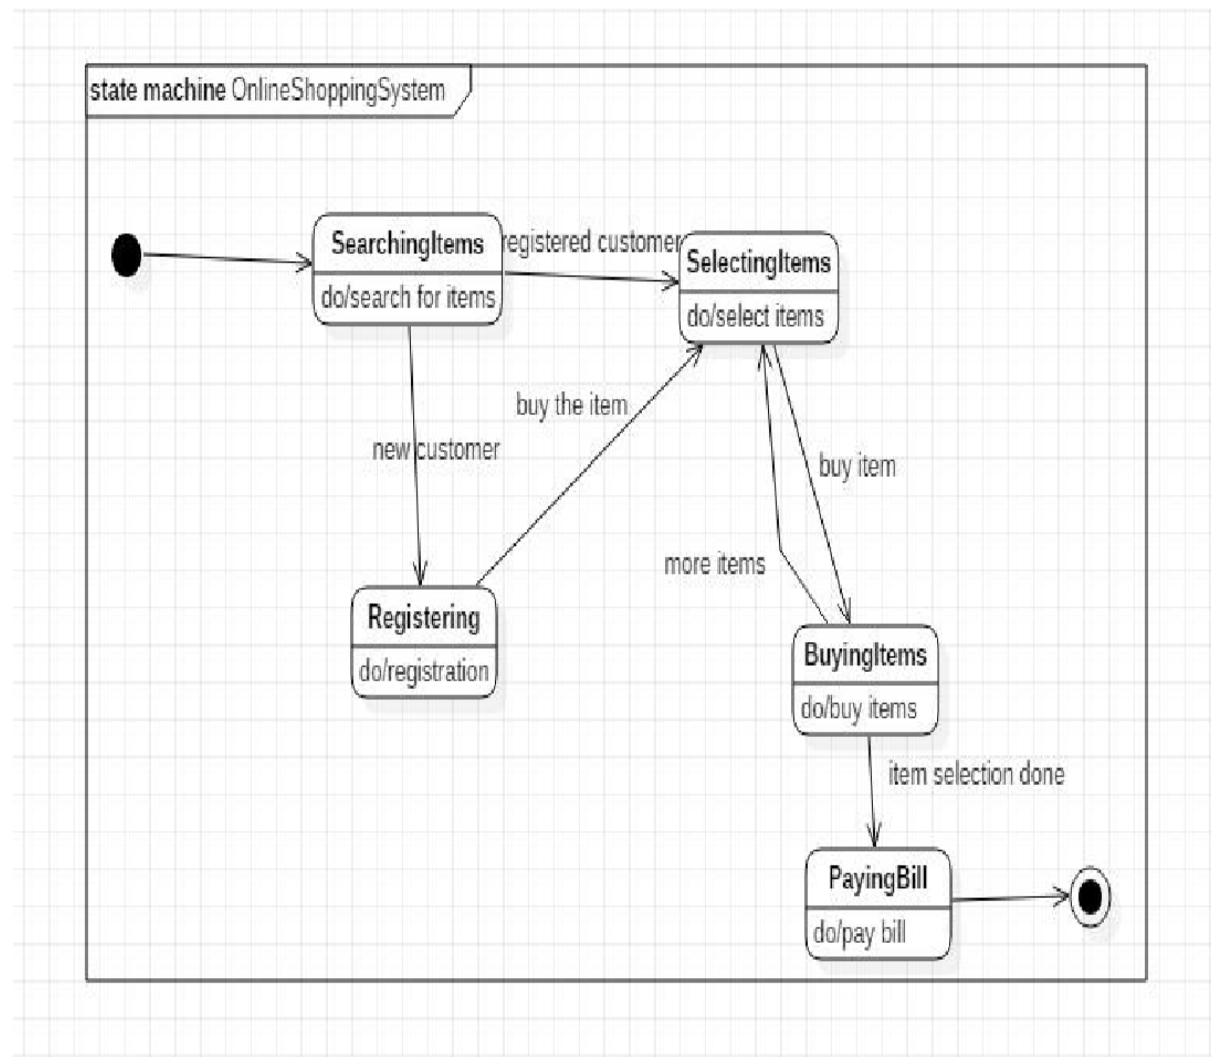 state machine OnlineShoppingSystem
SearchingItems
do/search for items
registered customer
SelectingItems
do/select items
buy the item
new customer
buy item
more items
Registering
do/registration
BuyingItems
do/buy items
item selection done
PayingBill
do/pay bill